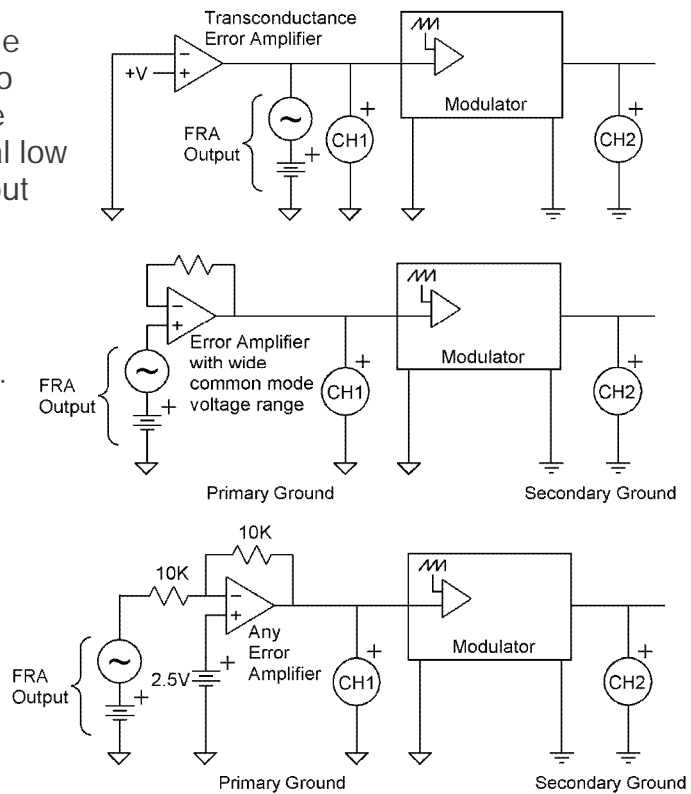 Transconductance
Error Amplifier
+V
−
+
FRA
Output
~
+
+
CH1
Modulator
+
CH2
al low
−
+
Error Amplifier
with wide
common mode
voltage range
FRA
Output
~
+
+
CH1
Modulator
+
CH2
Primary Ground
Secondary Ground
10K
10K
−
+
Any
Error
Amplifier
FRA
Output
~
+
2.5V
+
+
CH1
Modulator
+
CH2
Primary Ground
Secondary Ground